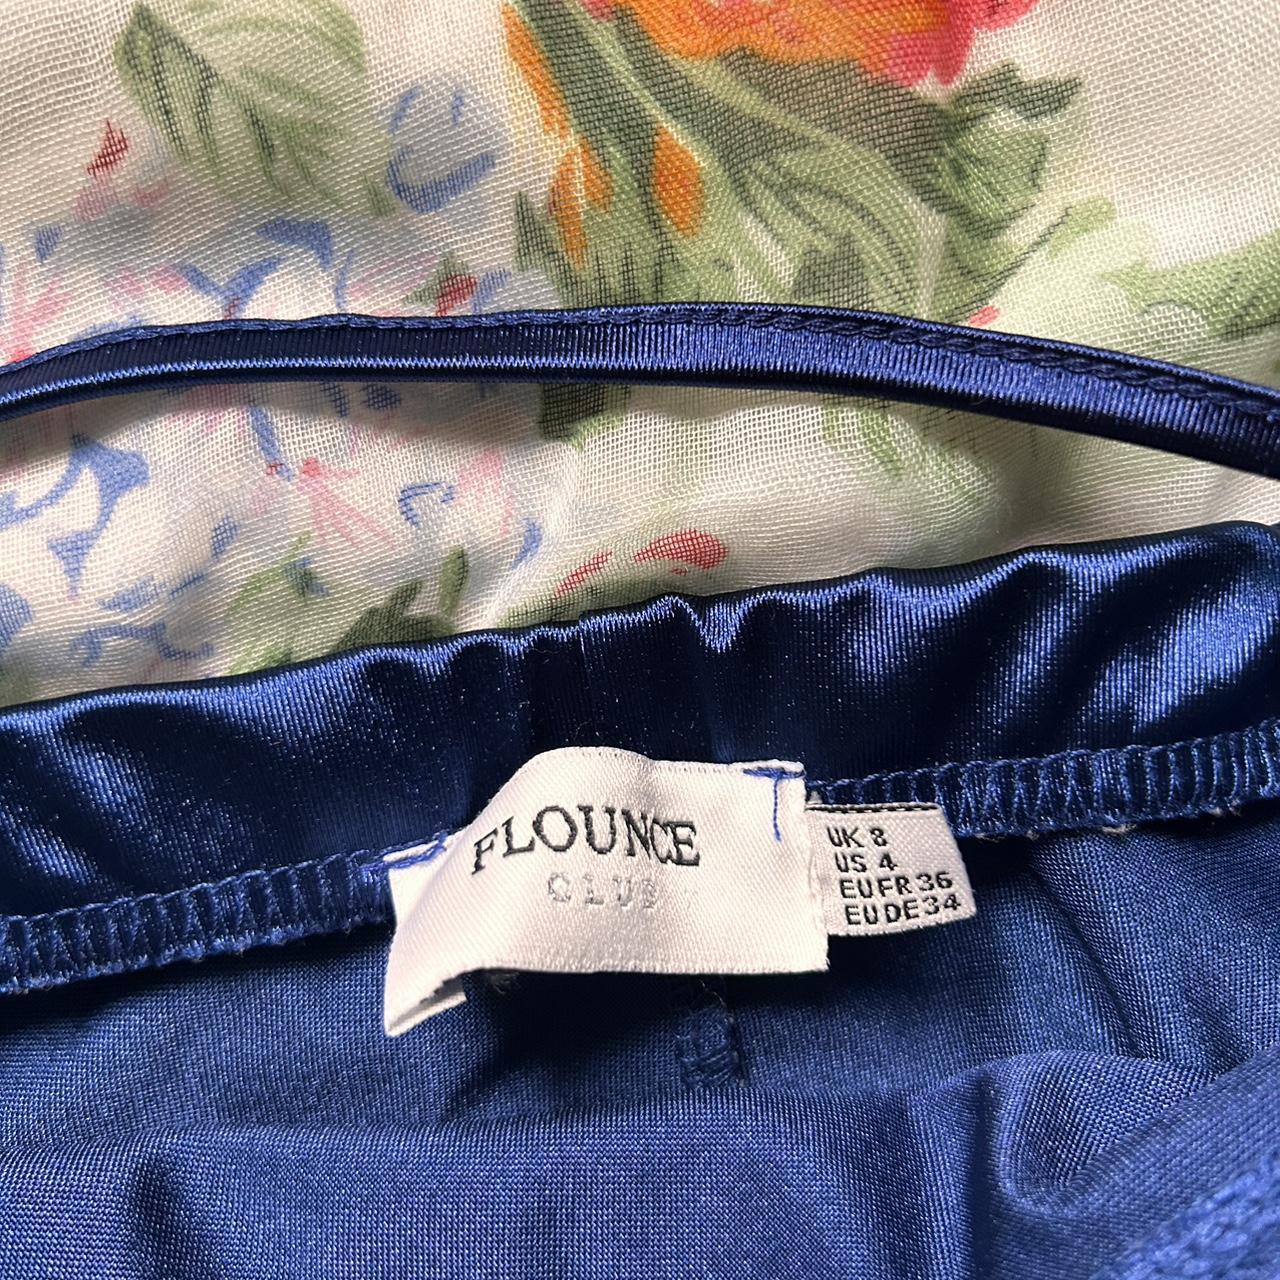 FLOUNCE
CLUB
UK 8
US 4
EU FR 36
EU DE 34